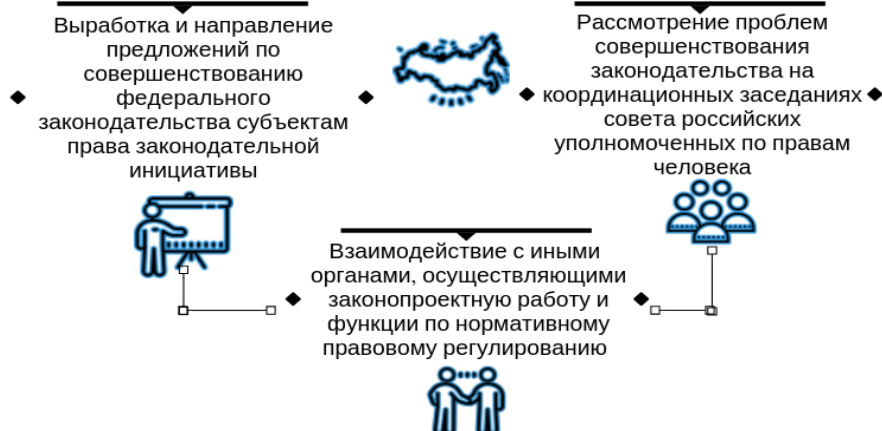 Выработка и направление
предложений по
совершенствованию
федерального
законодательства субъектам
права законодательной
инициативы
Рассмотрение проблем
совершенствования
законодательства на
координационных заседаниях
совета российских
уполномоченных по правам
человека
Взаимодействие с иными
органами, осуществляющими
законопроектную работу и
функции по нормативному
правовому регулированию